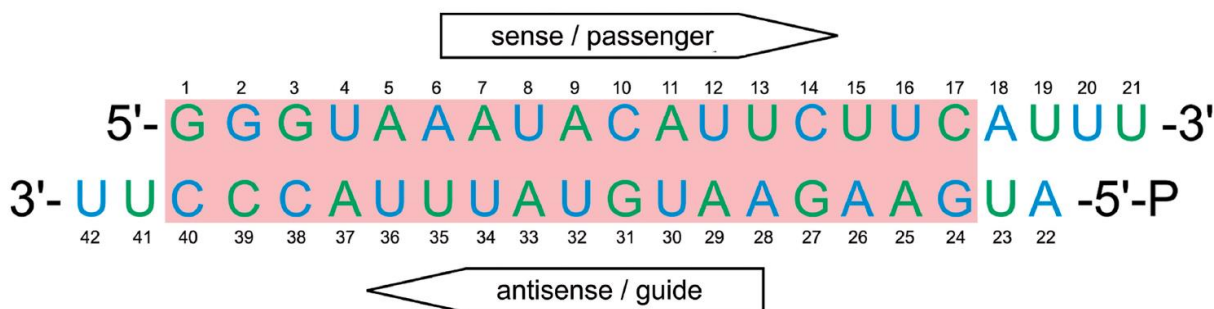 sense / passenger
1 2 3 4 5 6 7 8 9 10 11 12 13 14 15 16 17 18 19 20 21
5'- G G G U A A A U A C A U U C U U C A U U U -3'
3'- U U C C C A U U U A U G U A A G A A G U A -5'-P
42 41 40 39 38 37 36 35 34 33 32 31 30 29 28 27 26 25 24 23 22
antisense / guide